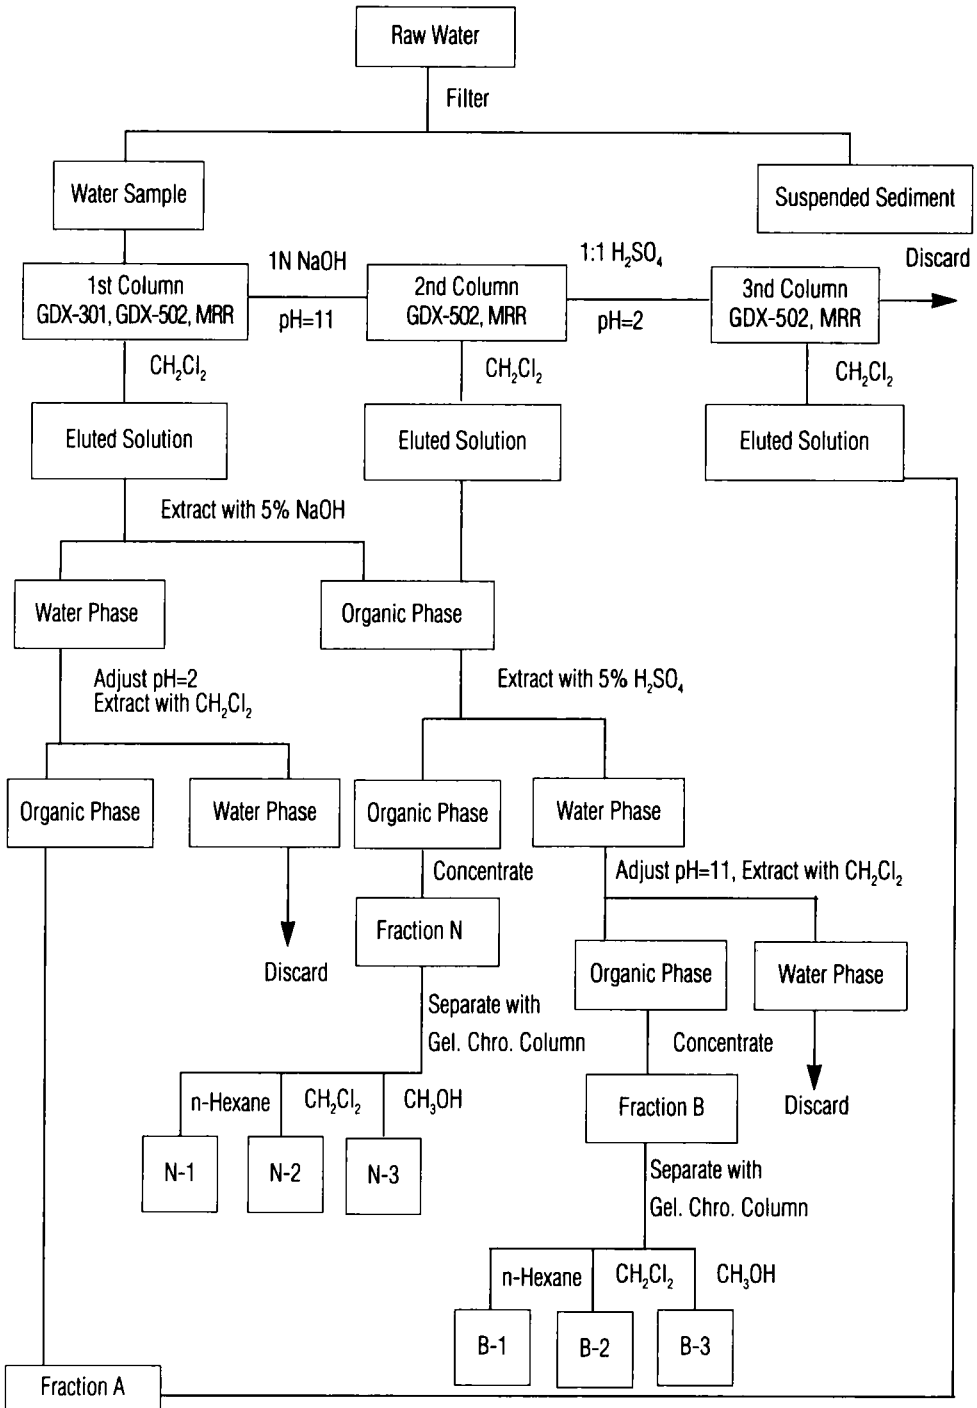 Raw Water
Filter
Water Sample
Suspended Sediment
1st Column
GDX-301, GDX-502, MRR
1N NaOH
pH=11
2nd Column
GDX-502, MRR
1:1 H₂SO₄
pH=2
3nd Column
GDX-502, MRR
Discard
CH₂Cl₂
CH₂Cl₂
CH₂Cl₂
Eluted Solution
Eluted Solution
Eluted Solution
Extract with 5% NaOH
Water Phase
Organic Phase
Adjust pH=2
Extract with CH₂Cl₂
Extract with 5% H₂SO₄
Organic Phase
Water Phase
Organic Phase
Water Phase
Concentrate
Adjust pH=11, Extract with CH₂Cl₂
Fraction N
Discard
Organic Phase
Water Phase
Separate with
Gel. Chro. Column
Concentrate
n-Hexane
CH₂Cl₂
CH₃OH
Fraction B
Discard
N-1
N-2
N-3
Separate with
Gel. Chro. Column
n-Hexane
CH₂Cl₂
CH₃OH
B-1
B-2
B-3
Fraction A